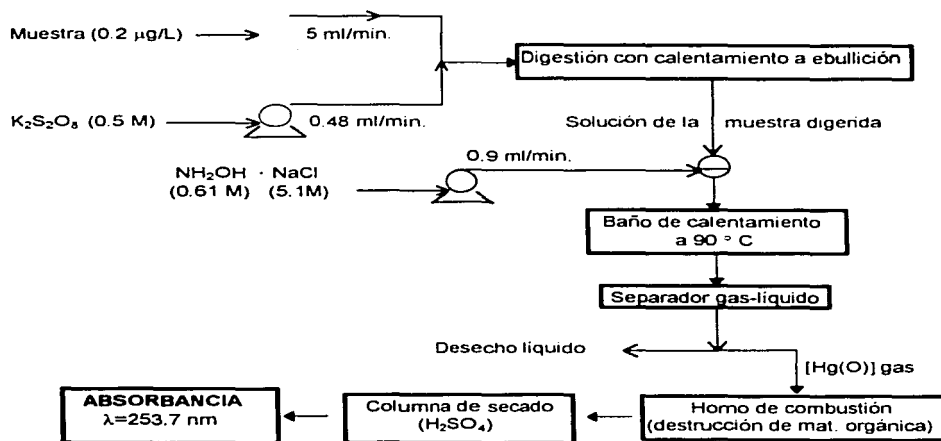 Muestra (0.2 µg/L)
5 ml/min.
Digestión con calentamiento a ebullición
K₂S₂O₈ (0.5 M)
0.48 ml/min.
Solución de la muestra digerida
0.9 ml/min.
NH₂OH · NaCl
(0.61 M) (5.1M)
Baño de calentamiento
a 90 ° C
Separador gas-líquido
Desecho líquido
[Hg(O)] gas
ABSORBANCIA
λ=253.7 nm
Columna de secado
(H₂SO₄)
Horno de combustión
(destrucción de mat. orgánica)